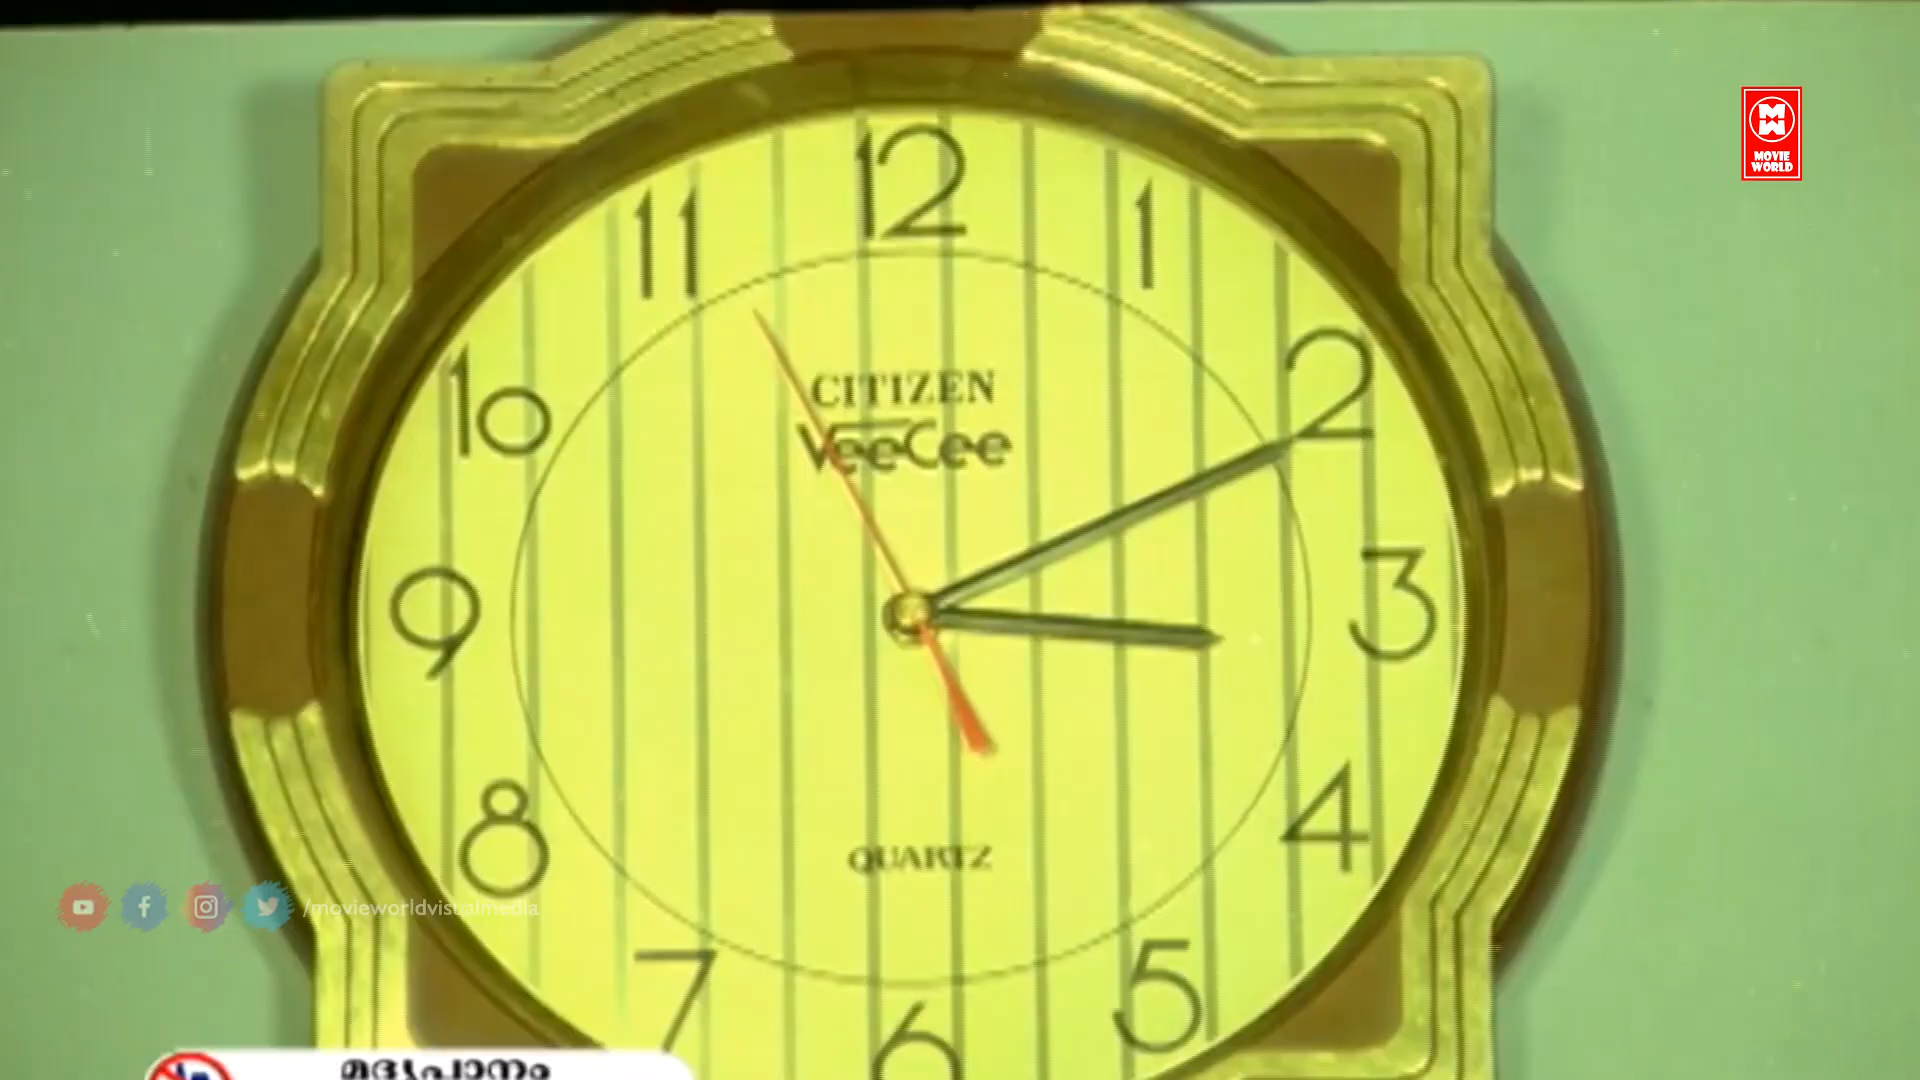 MOVIE
WORLD
12
11
1
10
2
CITIZEN
VeeCee
9
3
8
4
QUARTZ
7
5
6
/movieworldvisualmedia
മദ്യപാനം